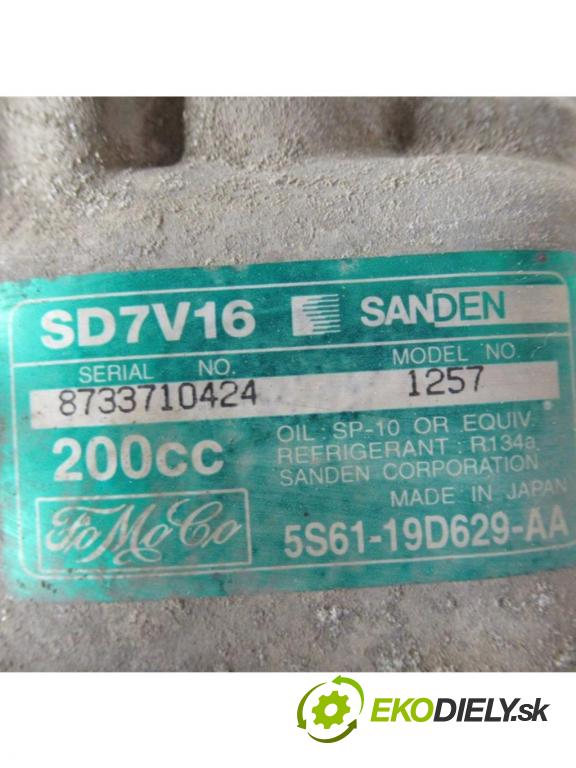 SD7V16 SANDEN
SERIAL NO. MODEL NO.
8733710424 1257
200cc OIL : SP-10 OR EQUIV.
REFRIGERANT : R134a
SANDEN CORPORATION
MADE IN JAPAN
FoMoCo 5S61-19D629-AA
EKODIELY.sk